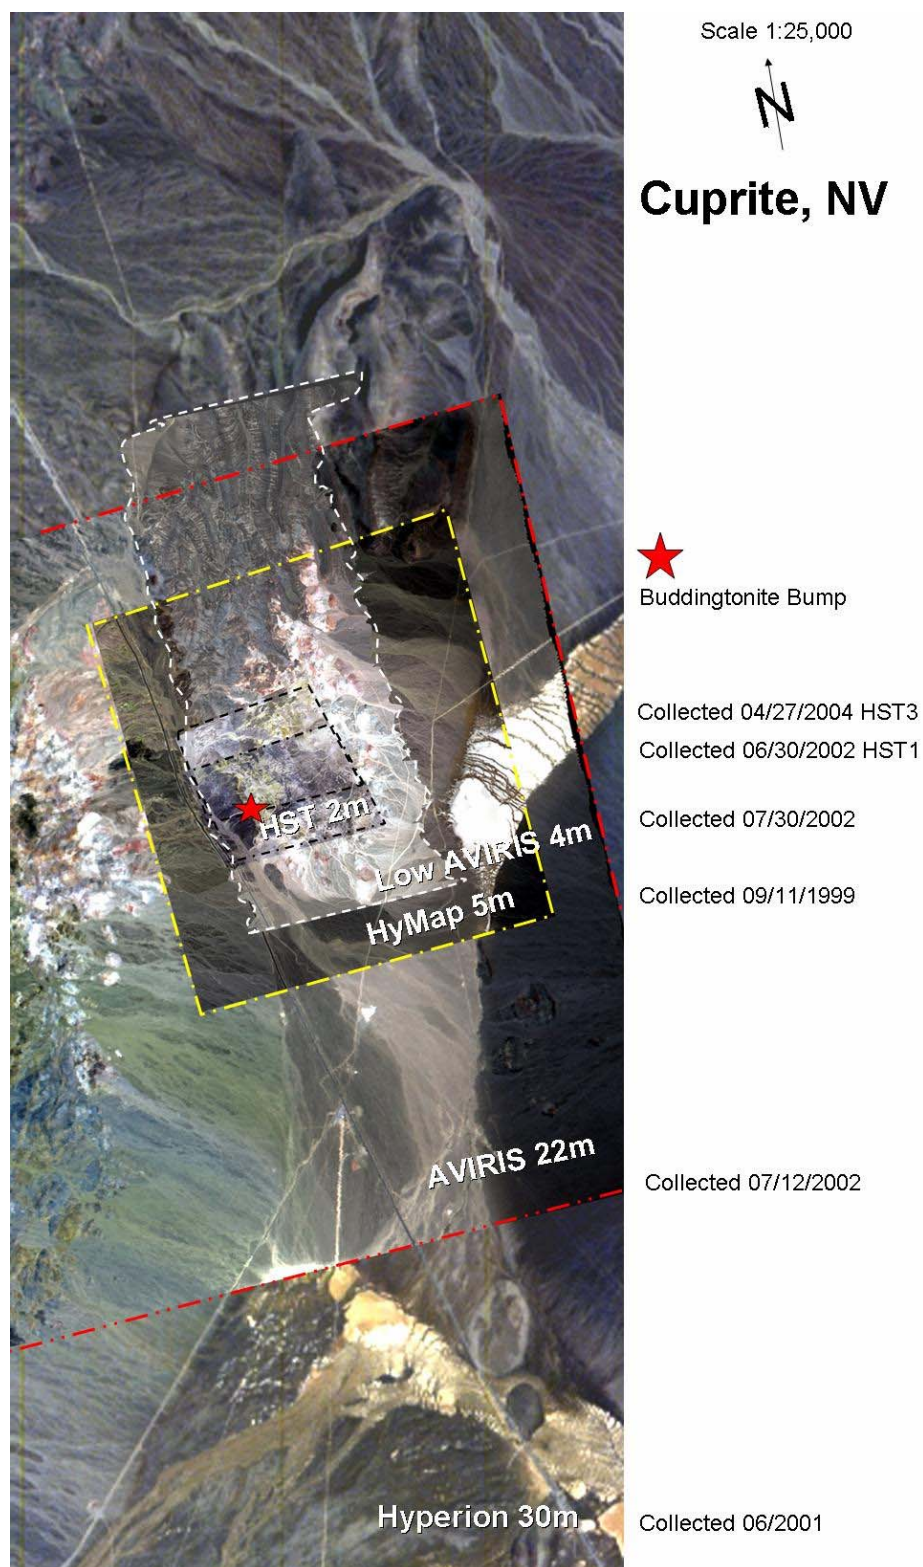 Scale 1:25,000
N
Cuprite, NV
Buddingtonite Bump
Collected 04/27/2004 HST3
Collected 06/30/2002 HST1
HST 2m
Collected 07/30/2002
Low AVIRIS 4m
Collected 09/11/1999
HyMap 5m
AVIRIS 22m
Collected 07/12/2002
Hyperion 30m
Collected 06/2001